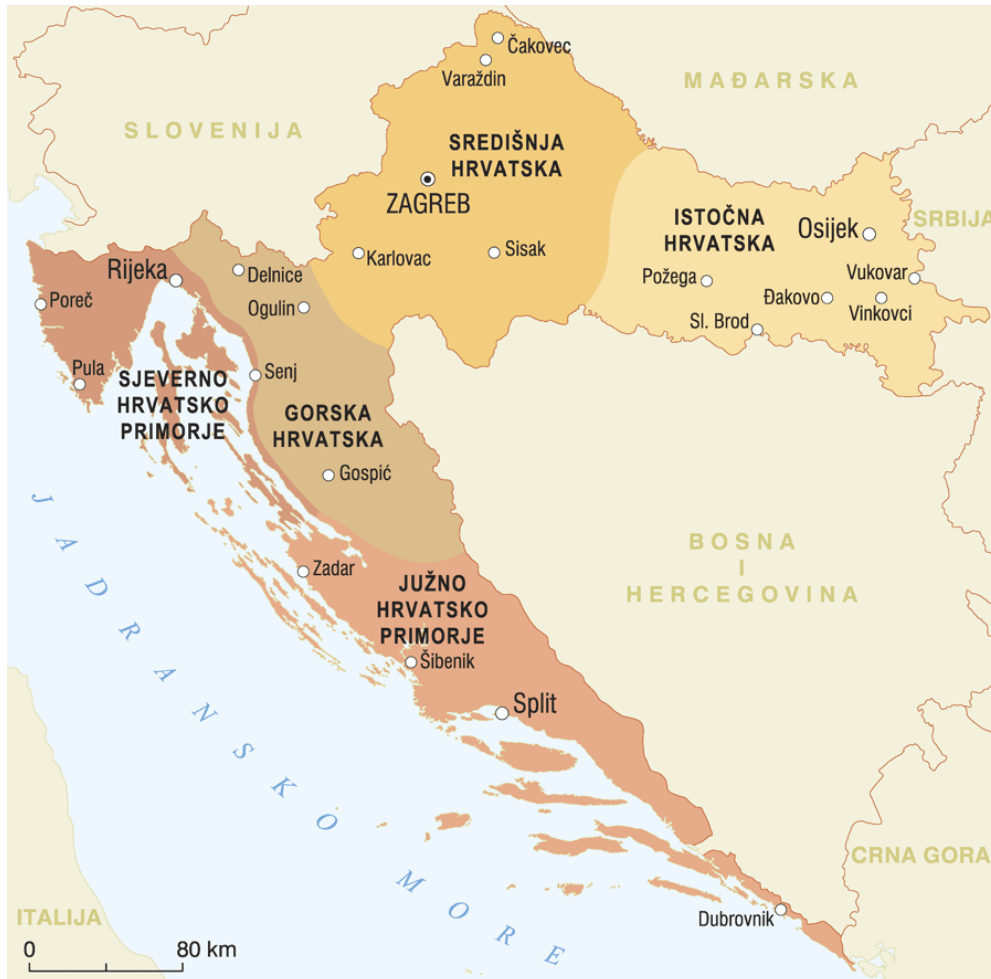 Čakovec
Varaždin
MAĐARSKA
SLOVENIJA
SREDIŠNJA
HRVATSKA
ZAGREB
ISTOČNA
HRVATSKA
Osijek
SRBIJA
Karlovac
Sisak
Rijeka
Delnice
Požega
Vukovar
Poreč
Ogulin
Đakovo
Vinkovci
Sl. Brod
Pula
Senj
SJEVERNO
HRVATSKO
PRIMORJE
GORSKA
HRVATSKA
Gospić
JADRANSKO MORE
BOSNA
I
HERCEGOVINA
Zadar
JUŽNO
HRVATSKO
PRIMORJE
Šibenik
Split
CRNA GORA
ITALIJA
Dubrovnik
0 80 km